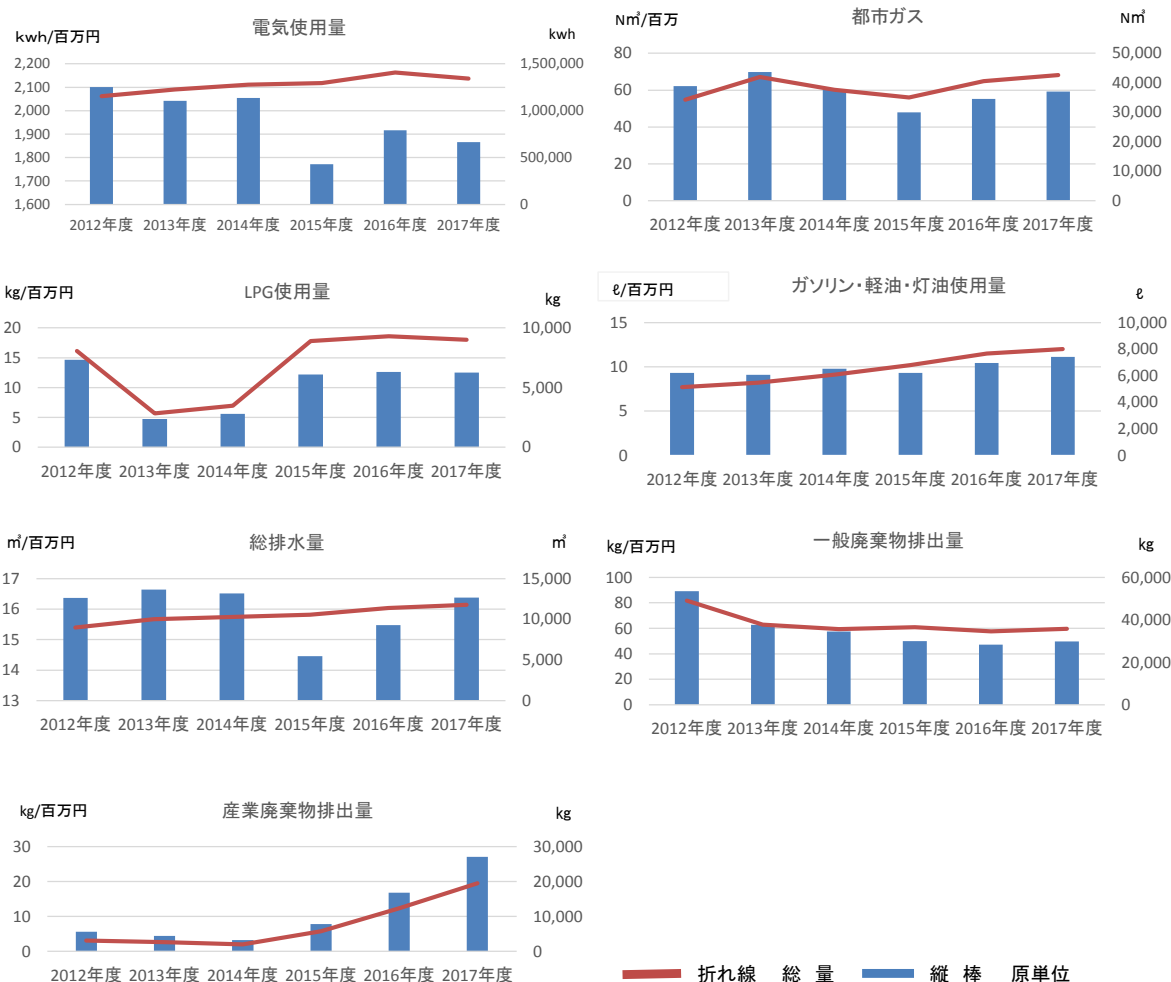 電気使用量
kwh/百万円
kwh
2,200
2,100
2,000
1,900
1,800
1,700
1,600
1,500,000
1,000,000
500,000
0
2012年度 2013年度 2014年度 2015年度 2016年度 2017年度
都市ガス
N㎥/百万
N㎥
80
60
40
20
0
50,000
40,000
30,000
20,000
10,000
0
2012年度 2013年度 2014年度 2015年度 2016年度 2017年度
LPG使用量
kg/百万円
kg
20
15
10
5
0
10,000
5,000
0
2012年度 2013年度 2014年度 2015年度 2016年度 2017年度
ガソリン・軽油・灯油使用量
ℓ/百万円
ℓ
15
10
5
0
10,000
8,000
6,000
4,000
2,000
0
2012年度 2013年度 2014年度 2015年度 2016年度 2017年度
総排水量
㎥/百万円
㎥
17
16
15
14
13
15,000
10,000
5,000
0
2012年度 2013年度 2014年度 2015年度 2016年度 2017年度
一般廃棄物排出量
kg/百万円
kg
100
80
60
40
20
0
60,000
40,000
20,000
0
2012年度 2013年度 2014年度 2015年度 2016年度 2017年度
産業廃棄物排出量
kg/百万円
kg
30
20
10
0
30,000
20,000
10,000
0
2012年度 2013年度 2014年度 2015年度 2016年度 2017年度
折れ線 総 量 縦 棒 原単位